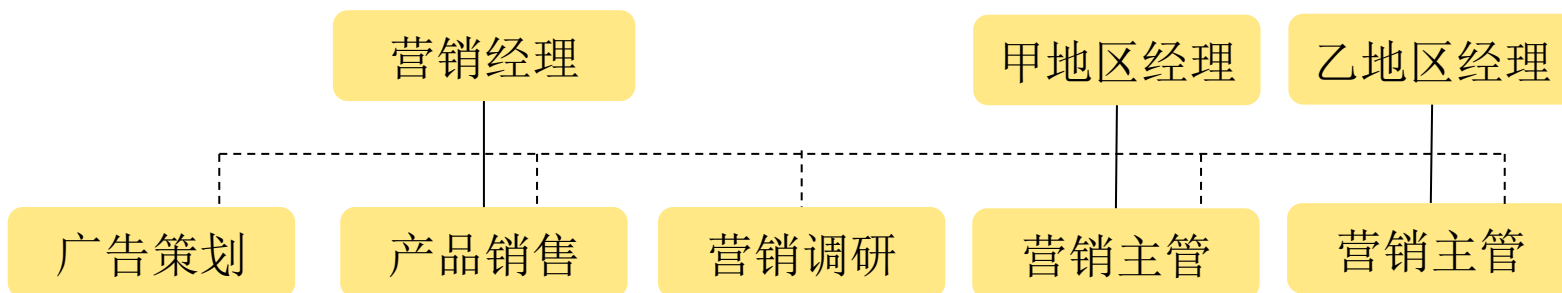 营销经理
甲地区经理
乙地区经理
广告策划
产品销售
营销调研
营销主管
营销主管